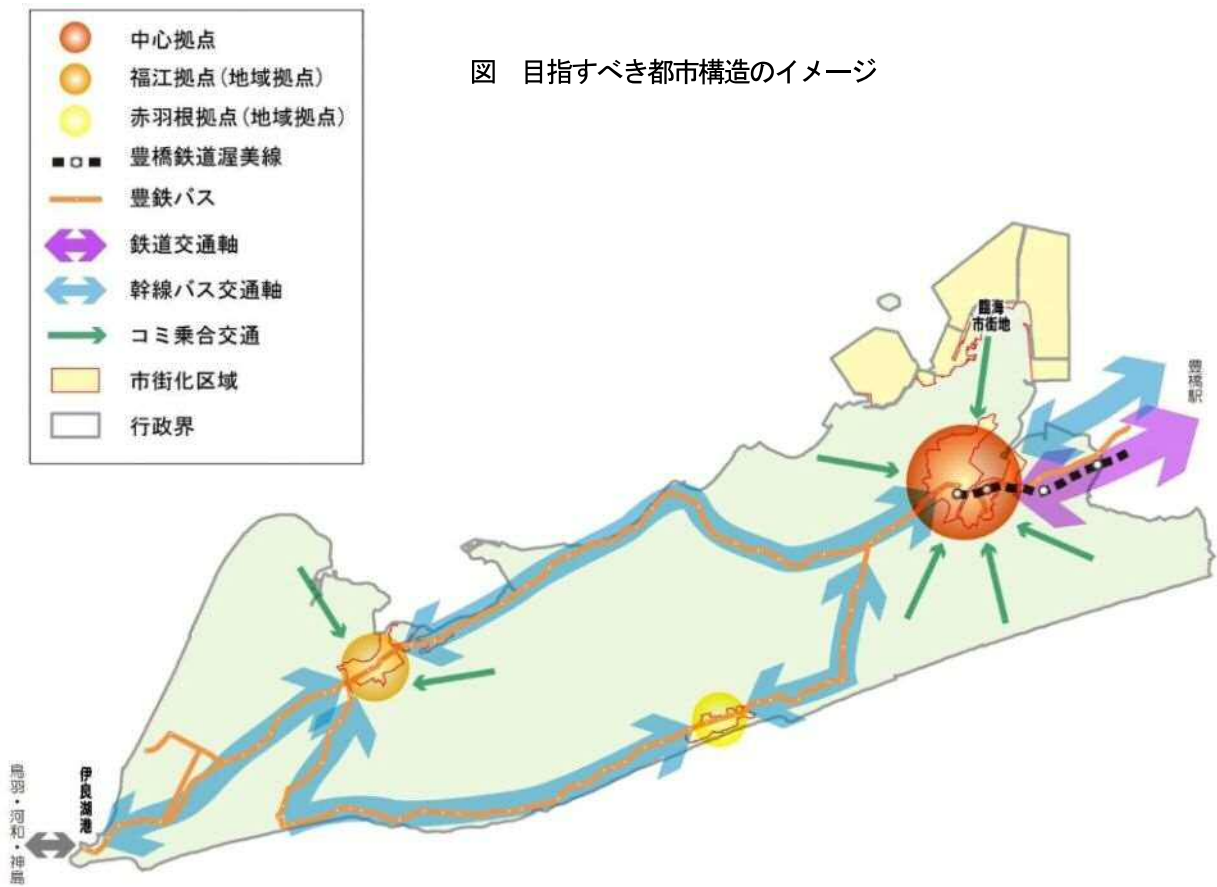 図 目指すべき都市構造のイメージ
中心拠点
福江拠点(地域拠点)
赤羽根拠点(地域拠点)
豊橋鉄道渥美線
豊鉄バス
鉄道交通軸
幹線バス交通軸
コミ乗合交通
市街化区域
行政界
臨海
市街地
豊橋駅
伊良湖港
鳥羽・河和・神島